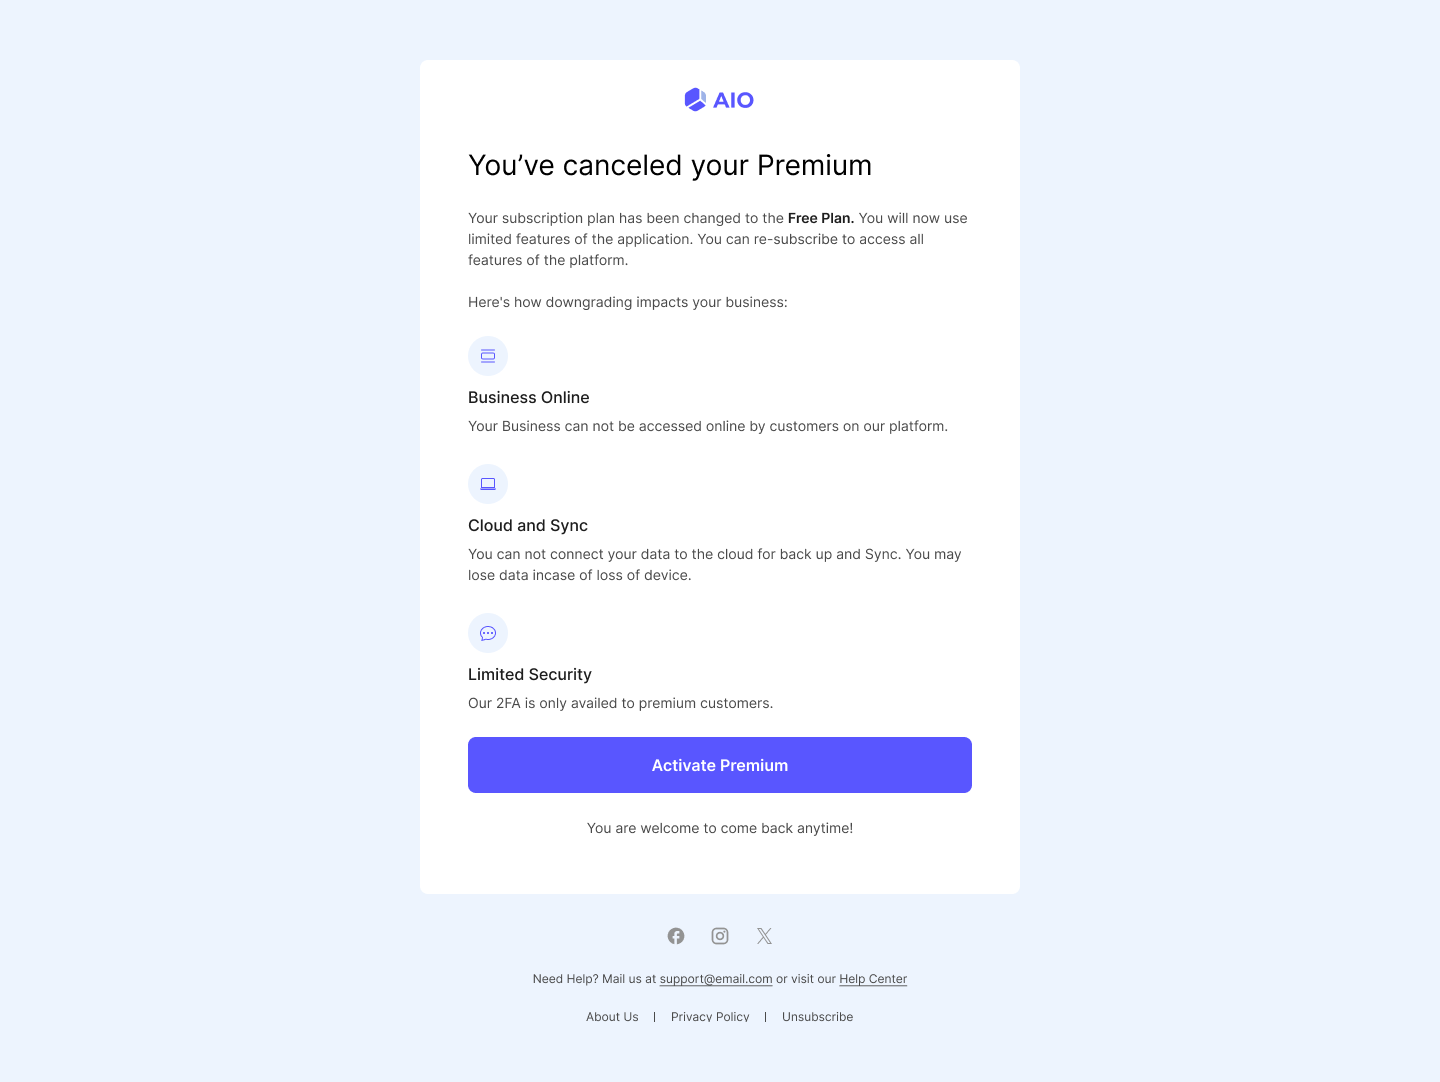 AIO
You’ve canceled your Premium
Your subscription plan has been changed to the Free Plan. You will now use
limited features of the application. You can re-subscribe to access all
features of the platform.
Here's how downgrading impacts your business:
Business Online
Your Business can not be accessed online by customers on our platform.
Cloud and Sync
You can not connect your data to the cloud for back up and Sync. You may
lose data incase of loss of device.
Limited Security
Our 2FA is only availed to premium customers.
Activate Premium
You are welcome to come back anytime!
Need Help? Mail us at support@email.com or visit our Help Center
About Us | Privacy Policy | Unsubscribe